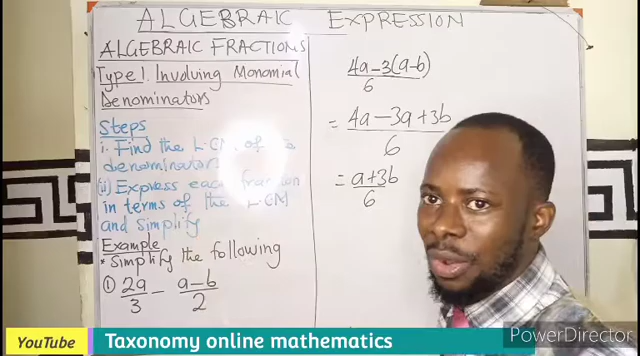 ALGEBRAIC EXPRESSION
ALGEBRAIC FRACTIONS
Type 1. Involving Monomial
Denominators
Steps
i. Find the L.CM. of
denominator
(ii) Express each fraction
in terms of the L.CM
and simplify
Example
* Simplify the following
① 2a/3 - a-b/2
4a-3(a-b)/6
= 4a-3a+3b/6
= a+3b/6
YouTube Taxonomy online mathematics
PowerDirector